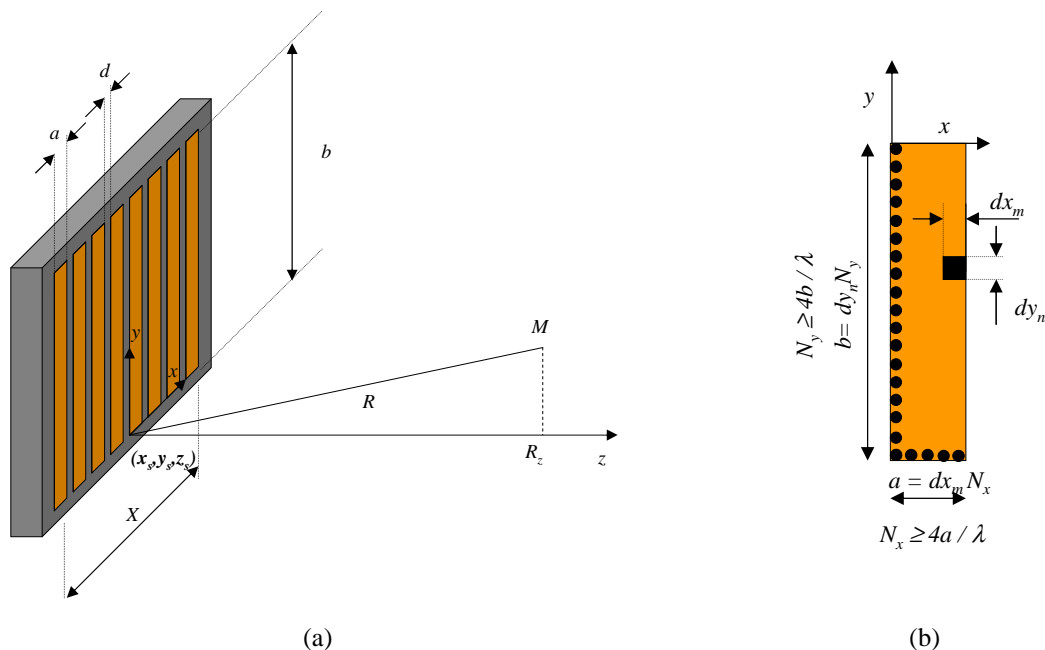 d
a
b
y
x
M
R
(x_s,y_s,z_s)
R_z
z
X
(a)
y
x
dx_m
dy_n
N_y ≥ 4b / λ
b= dy_n N_y
a = dx_m N_x
N_x ≥ 4a / λ
(b)